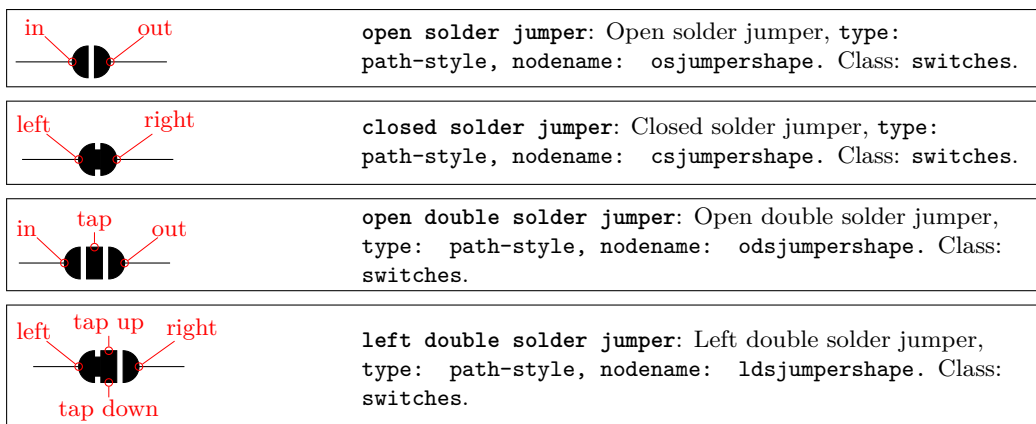 in out
open solder jumper: Open solder jumper, type:
path-style, nodename: osjumpershape. Class: switches.
left right
closed solder jumper: Closed solder jumper, type:
path-style, nodename: csjumpershape. Class: switches.
in tap out
open double solder jumper: Open double solder jumper,
type: path-style, nodename: odsjumpershape. Class:
switches.
left tap up right
tap down
left double solder jumper: Left double solder jumper,
type: path-style, nodename: ldsjumpershape. Class:
switches.